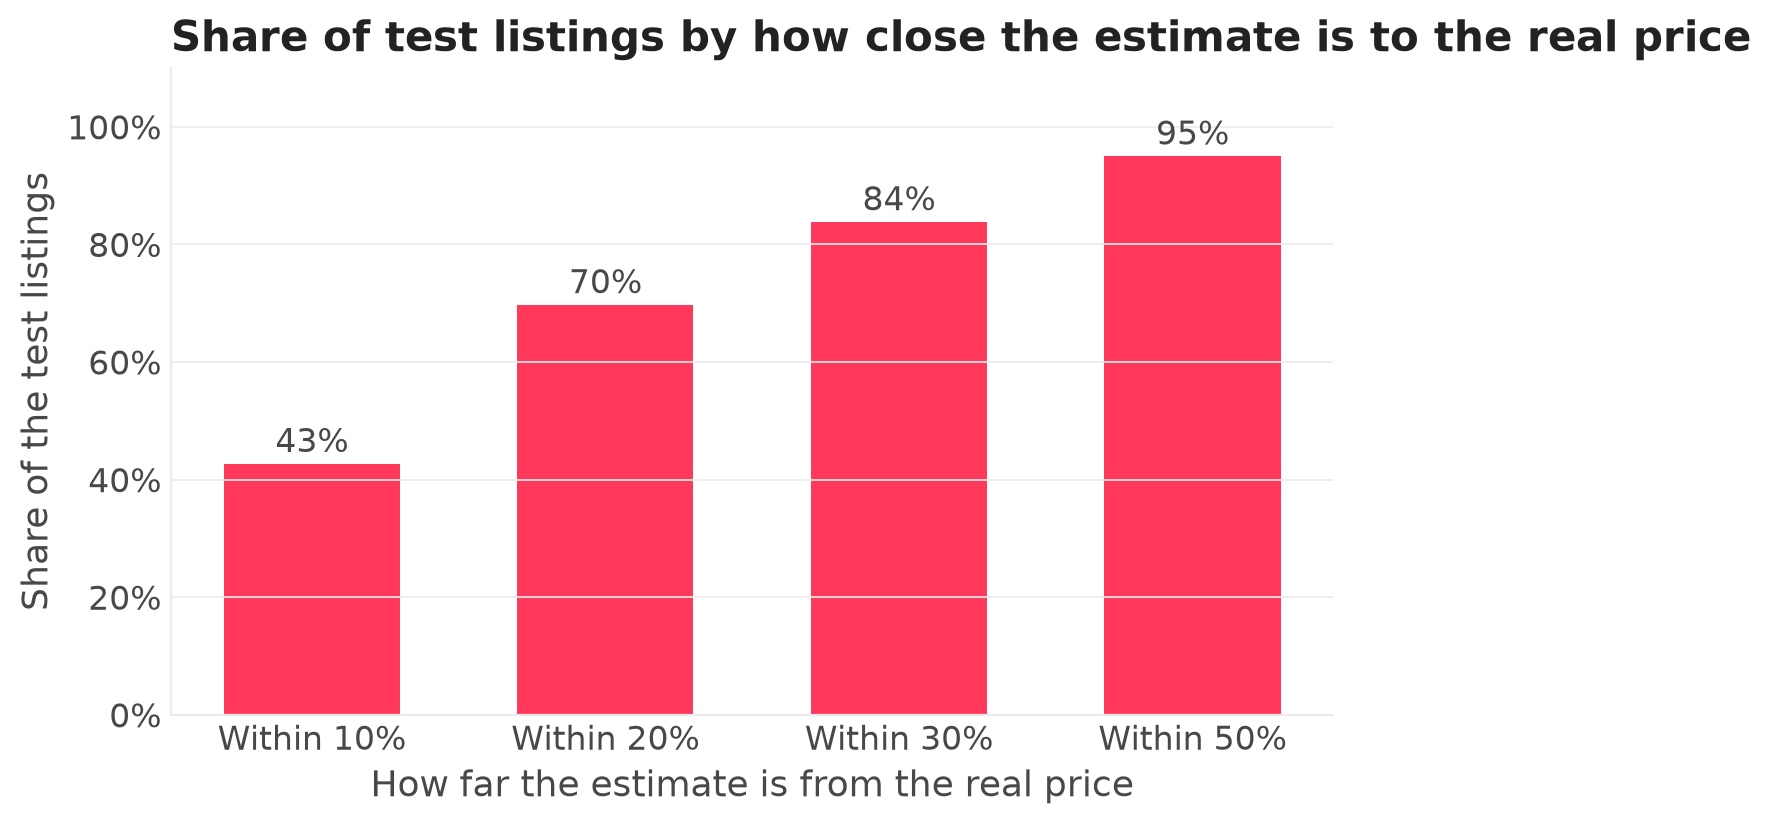 Share of test listings by how close the estimate is to the real price
Share of the test listings
100%
80%
60%
40%
20%
0%
43%
70%
84%
95%
Within 10%
Within 20%
Within 30%
Within 50%
How far the estimate is from the real price